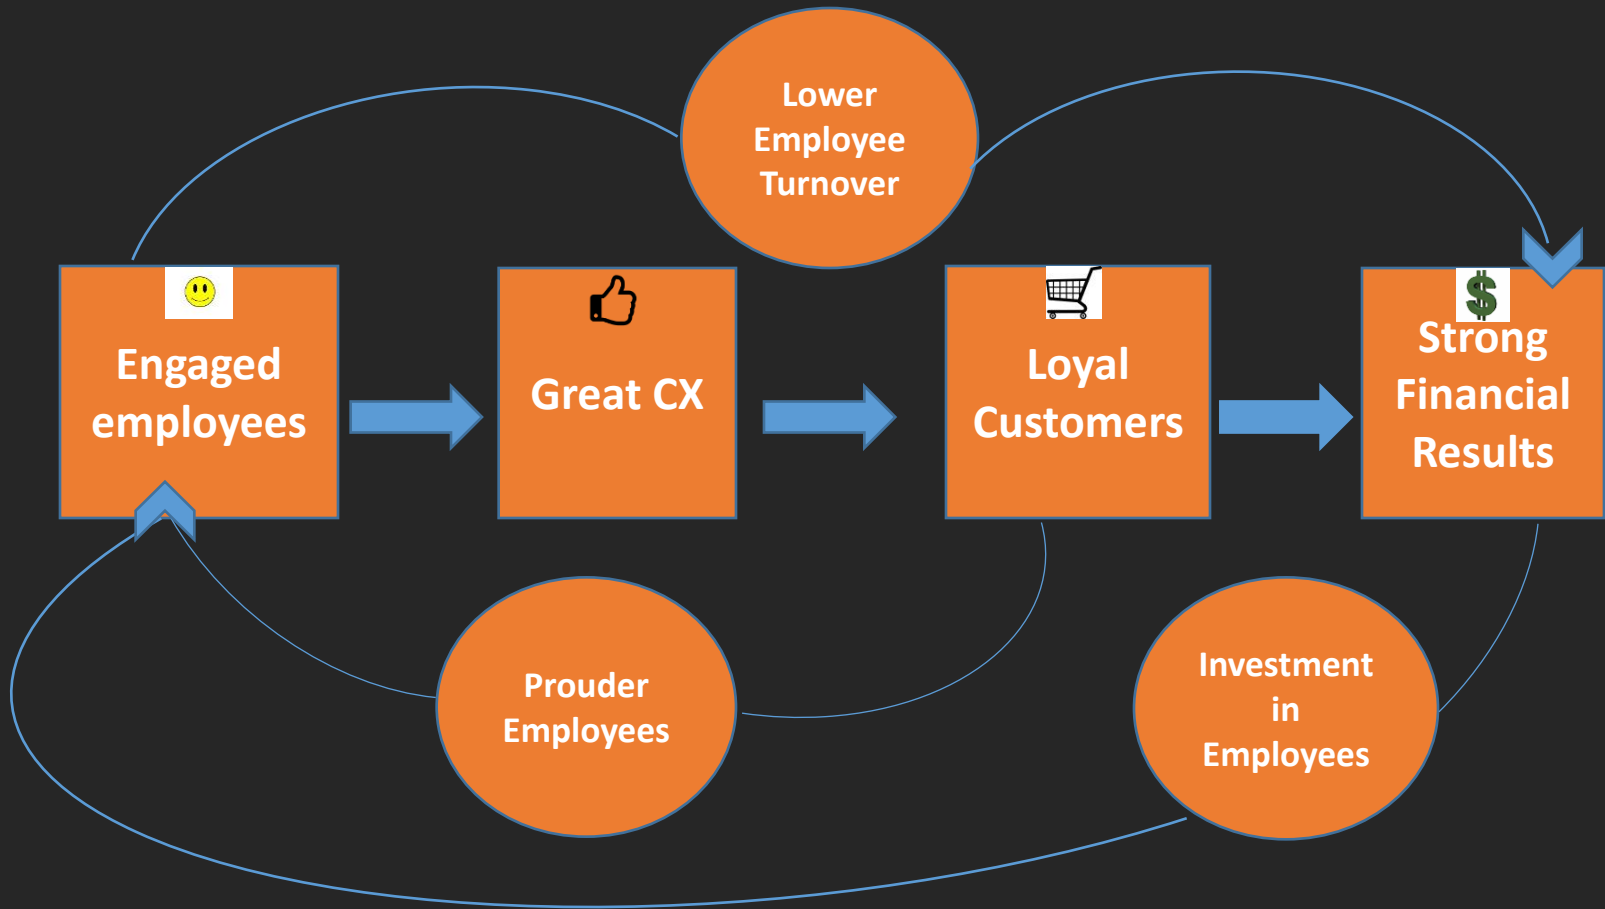 Lower
Employee
Turnover
Engaged
employees
Great CX
Loyal
Customers
Strong
Financial
Results
Prouder
Employees
Investment
in
Employees